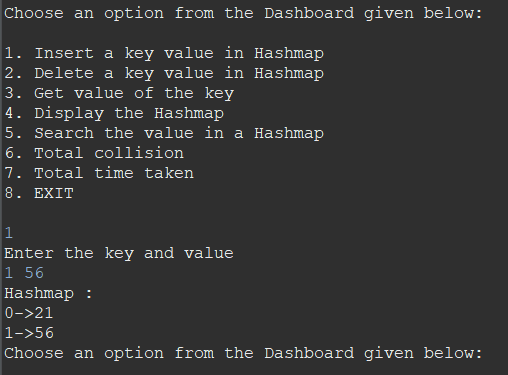 Choose an option from the Dashboard given below:
1. Insert a key value in Hashmap
2. Delete a key value in Hashmap
3. Get value of the key
4. Display the Hashmap
5. Search the value in a Hashmap
6. Total collision
7. Total time taken
8. EXIT
1
Enter the key and value
1 56
Hashmap :
0->21
1->56
Choose an option from the Dashboard given below: